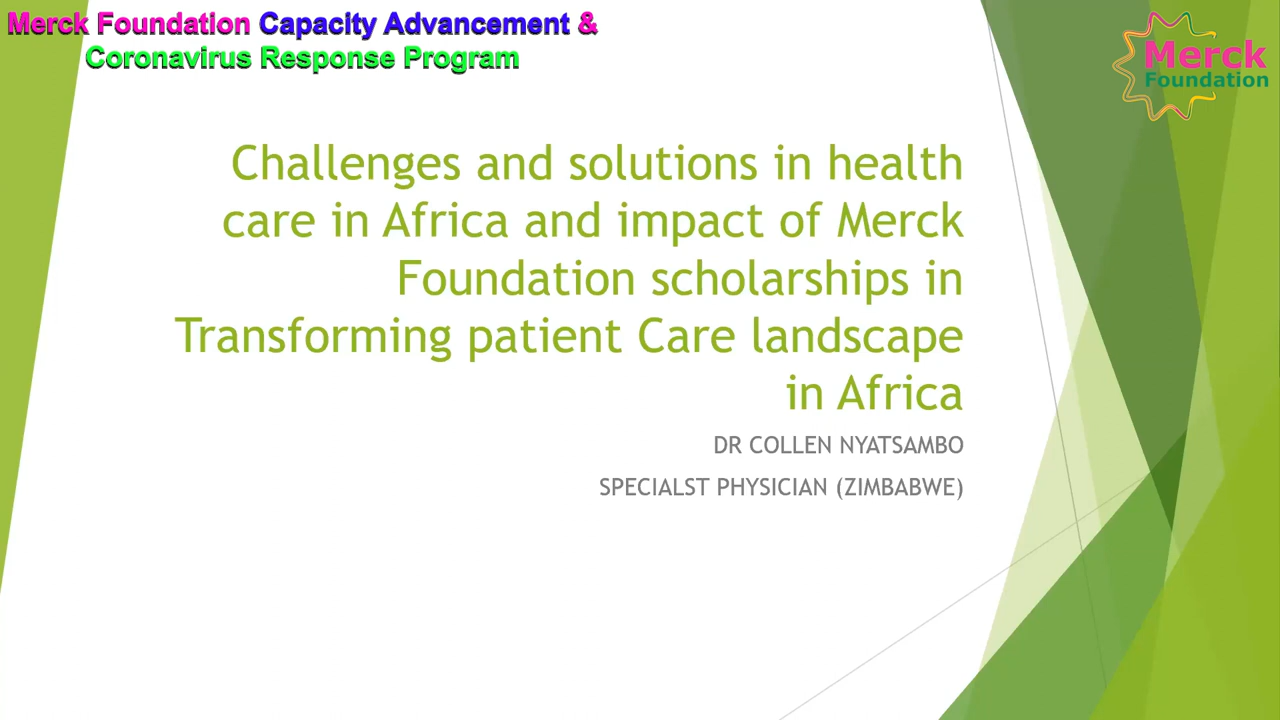 Merck Foundation Capacity Advancement &
Coronavirus Response Program
Merck
Foundation
Challenges and solutions in health
care in Africa and impact of Merck
Foundation scholarships in
Transforming patient Care landscape
in Africa
DR COLLEN NYATSAMBO
SPECIALST PHYSICIAN (ZIMBABWE)